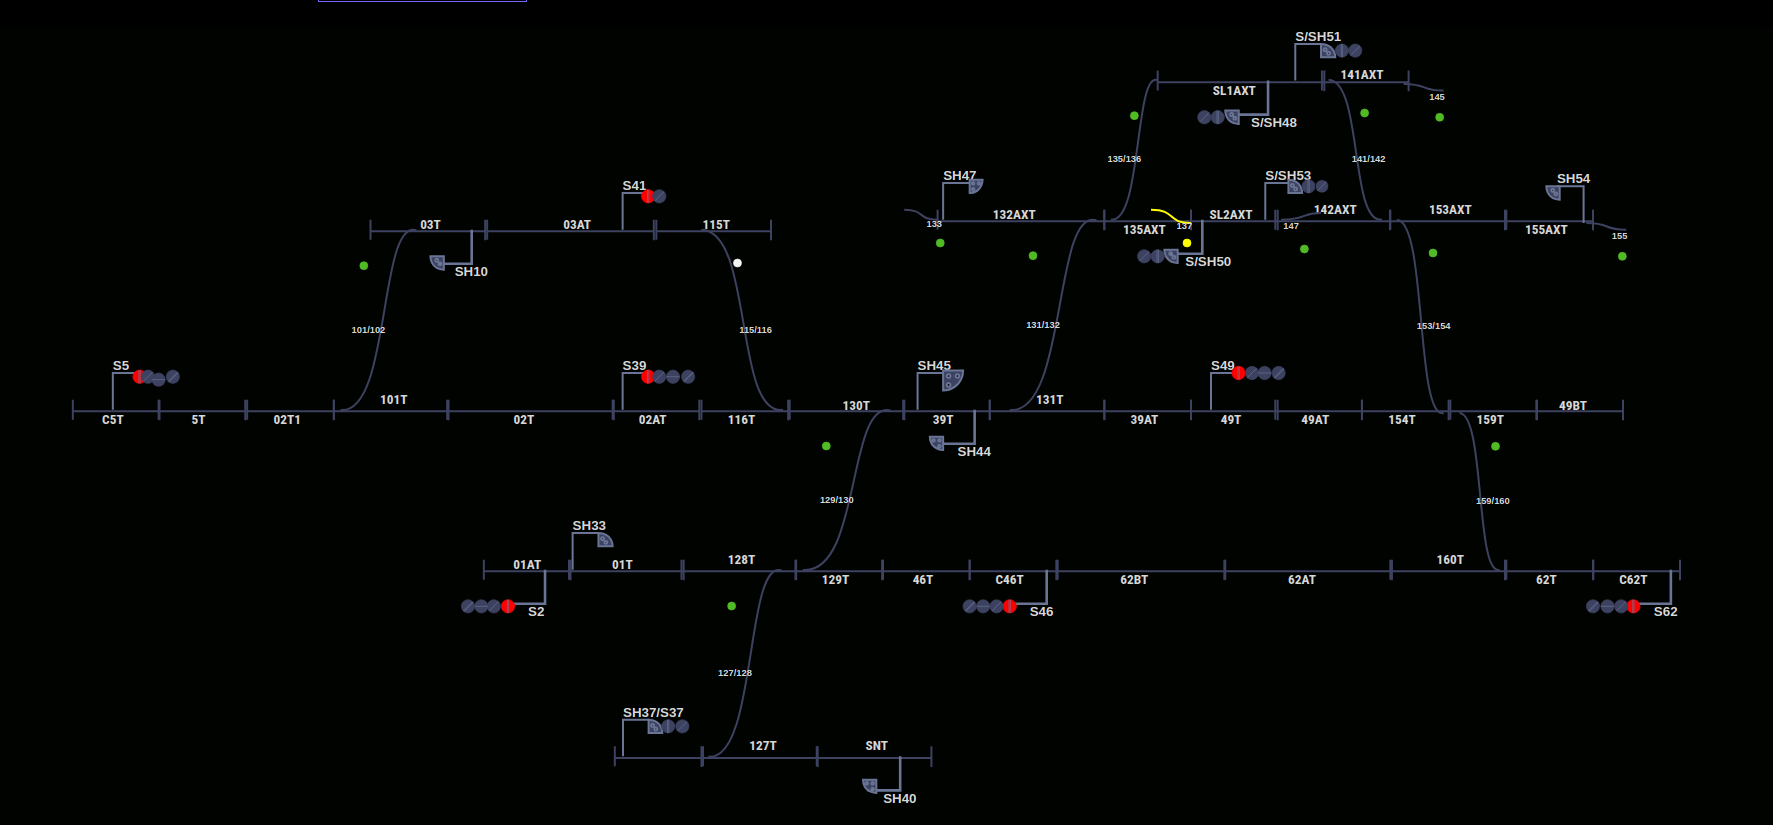 S/SH51
141AXT
SL1AXT
145
S/SH48
135/136
141/142
SH47
S/SH53
SH54
S41
132AXT
SL2AXT
142AXT
153AXT
03T
03AT
115T
133
135AXT
137
147
155AXT
155
SH10
S/SH50
101/102
115/116
131/132
153/154
S5
S39
SH45
S49
101T
130T
131T
49BT
C5T
5T
02T1
02T
02AT
116T
39T
39AT
49T
49AT
154T
159T
SH44
129/130
159/160
SH33
01AT
01T
128T
160T
129T
46T
C46T
62BT
62AT
62T
C62T
S2
S46
S62
127/128
SH37/S37
127T
SNT
SH40